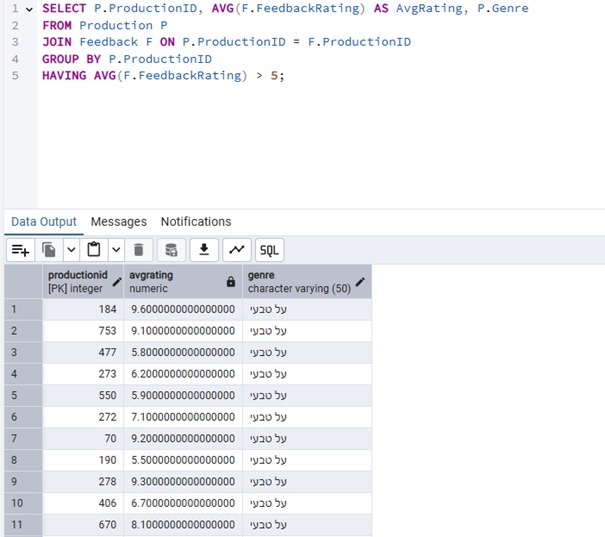 1 SELECT P.ProductionID, AVG(F.FeedbackRating) AS AvgRating, P.Genre
2 FROM Production P
3 JOIN Feedback F ON P.ProductionID = F.ProductionID
4 GROUP BY P.ProductionID
5 HAVING AVG(F.FeedbackRating) > 5;
Data Output Messages Notifications
SQL
productionid avgrating genre
[PK] integer numeric character varying (50)
1 184 9.6000000000000000 על טבעי
2 753 9.1000000000000000 על טבעי
3 477 5.8000000000000000 על טבעי
4 273 6.2000000000000000 על טבעי
5 550 5.9000000000000000 על טבעי
6 272 7.1000000000000000 על טבעי
7 70 9.2000000000000000 על טבעי
8 190 5.5000000000000000 על טבעי
9 278 9.3000000000000000 על טבעי
10 406 6.7000000000000000 על טבעי
11 670 8.1000000000000000 על טבעי